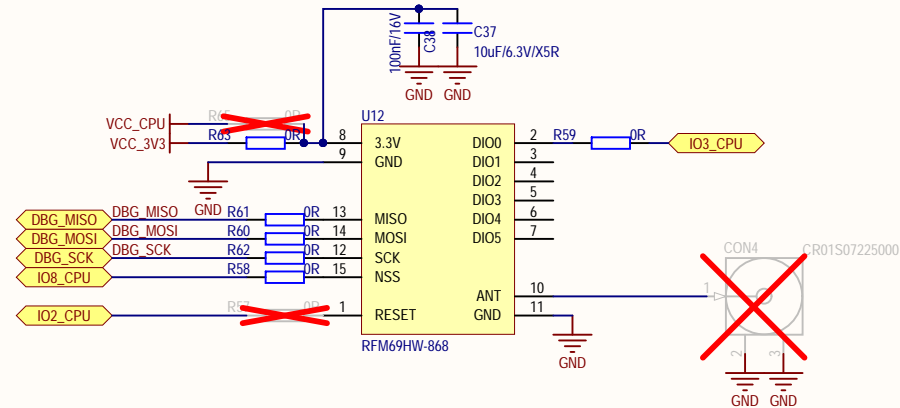 100nF/16V
C38
C37
10uF/6.3V/X5R
GND
GND
U12
R65
0R
VCC_CPU
VCC_3V3
R63
0R
8
3.3V
9
GND
GND
DBG_MISO
DBG_MISO
R61
0R
13
MISO
DBG_MOSI
DBG_MOSI
R60
0R
14
MOSI
DBG_SCK
DBG_SCK
R62
0R
12
SCK
IO8_CPU
R58
0R
15
NSS
IO2_CPU
R57
0R
1
RESET
DIO0
2
R59
0R
IO3_CPU
DIO1
3
DIO2
4
DIO3
5
DIO4
6
DIO5
7
ANT
10
GND
11
GND
RFM69HW-868
CON4
CR01S07225000
1
2
3
GND
GND